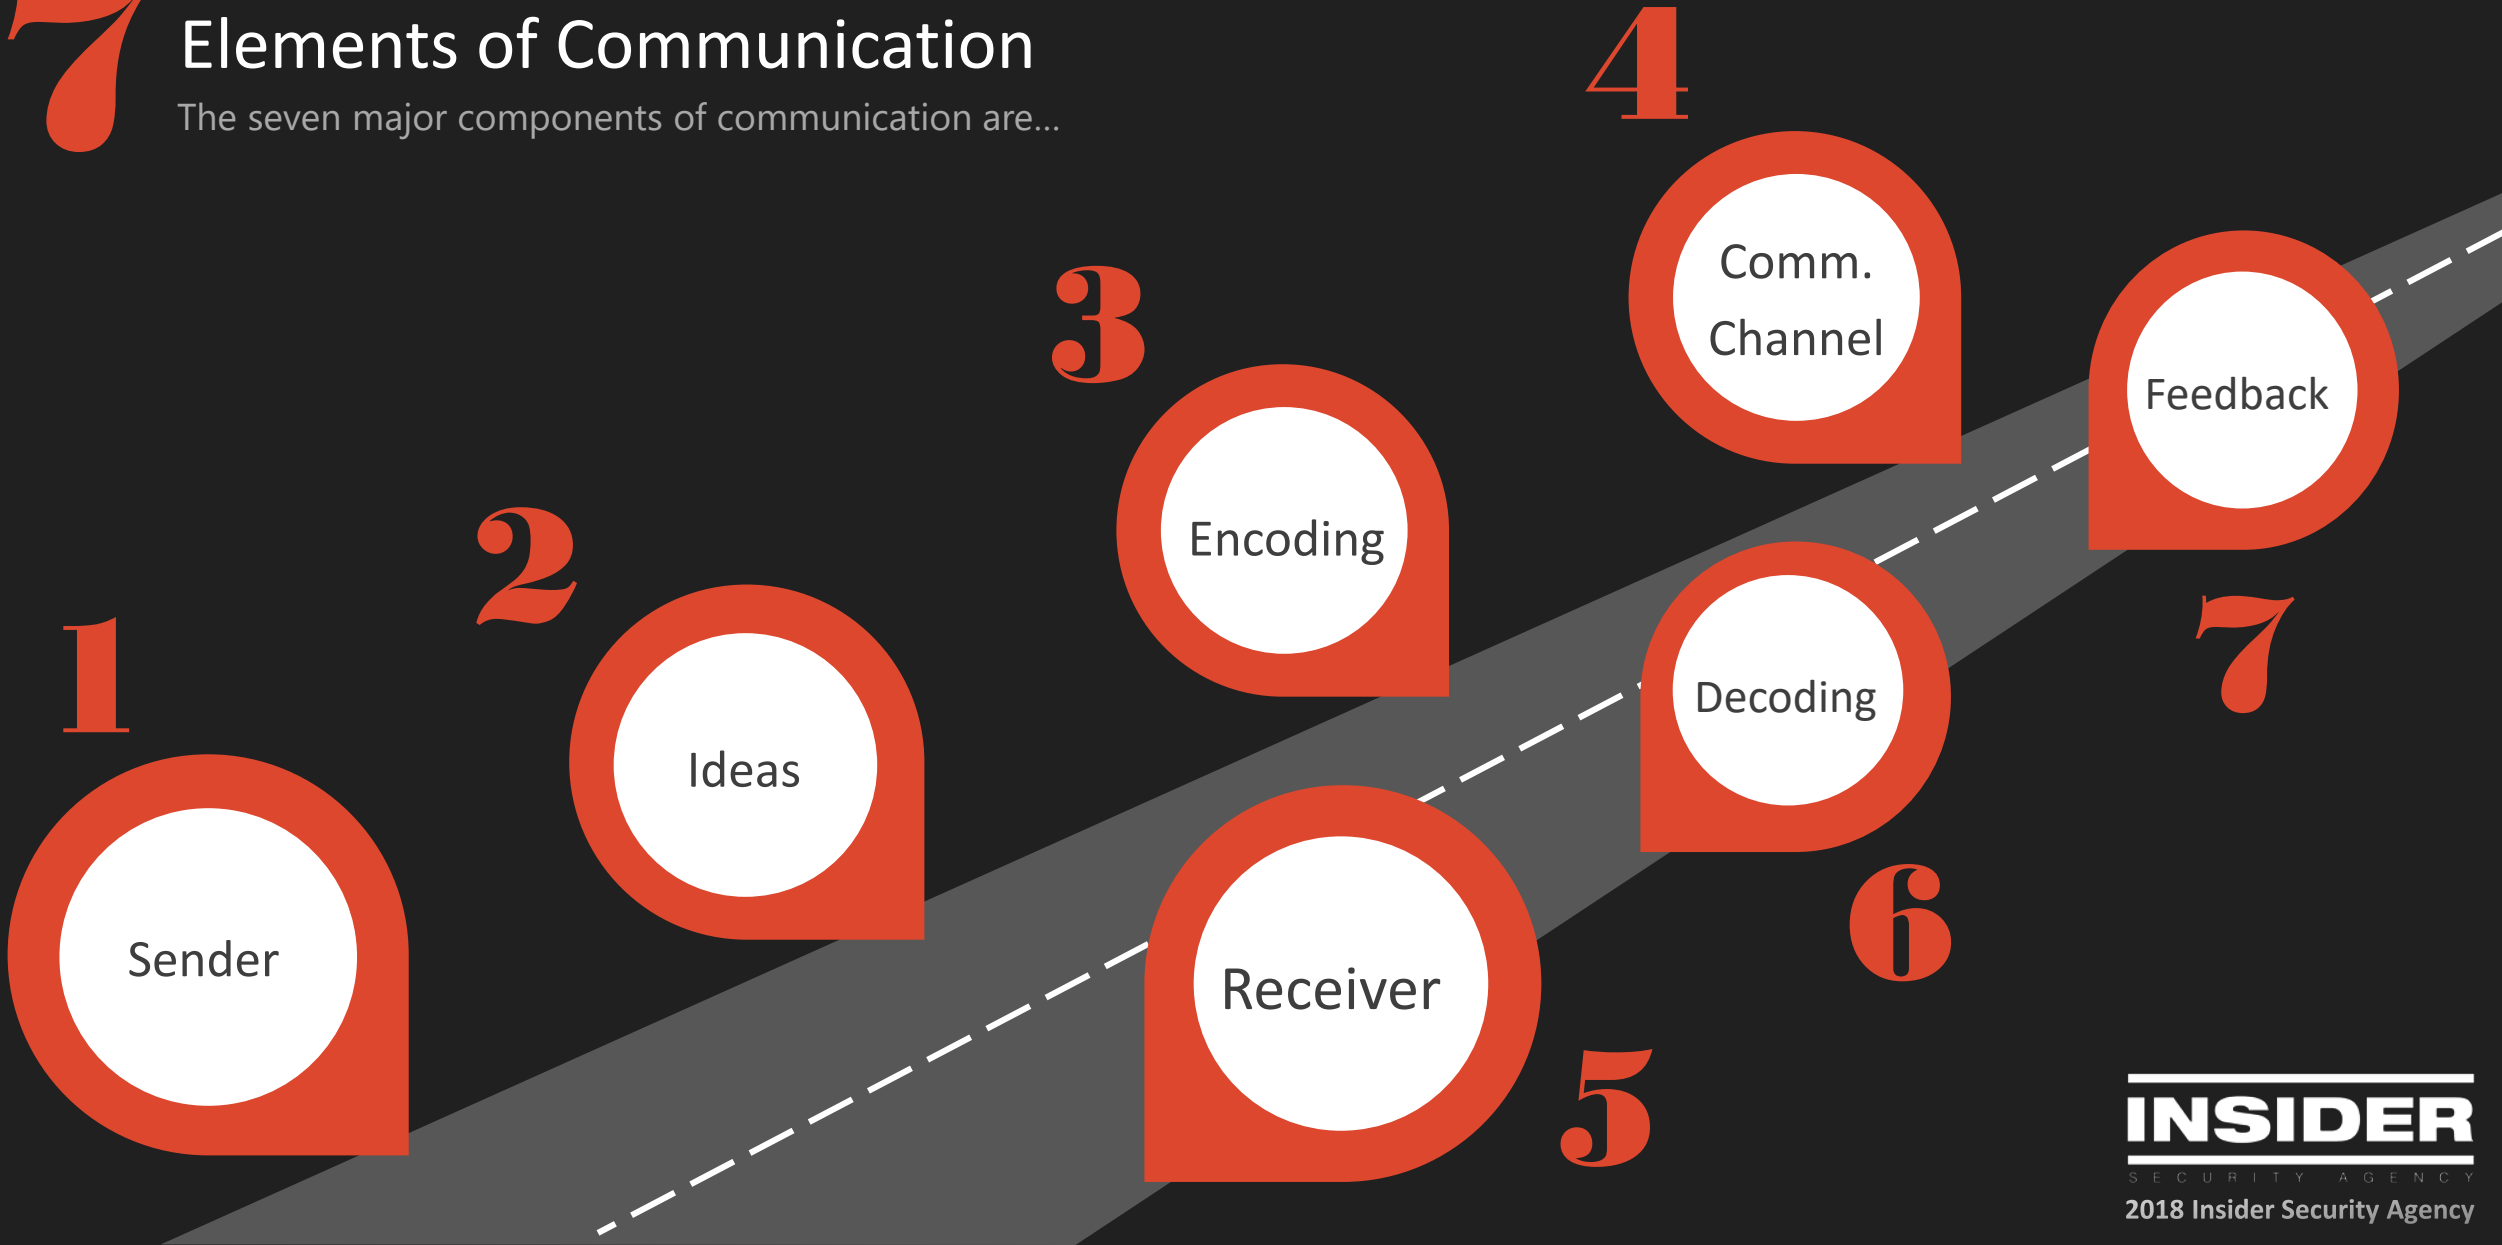 7 Elements of Communication
The seven major components of communication are...
1
Sender
2
Ideas
3
Encoding
4
Comm.
Channel
5
Receiver
6
Decoding
7
Feedback
INSIDER
SECURITY AGENCY
2018 Insider Security Agency